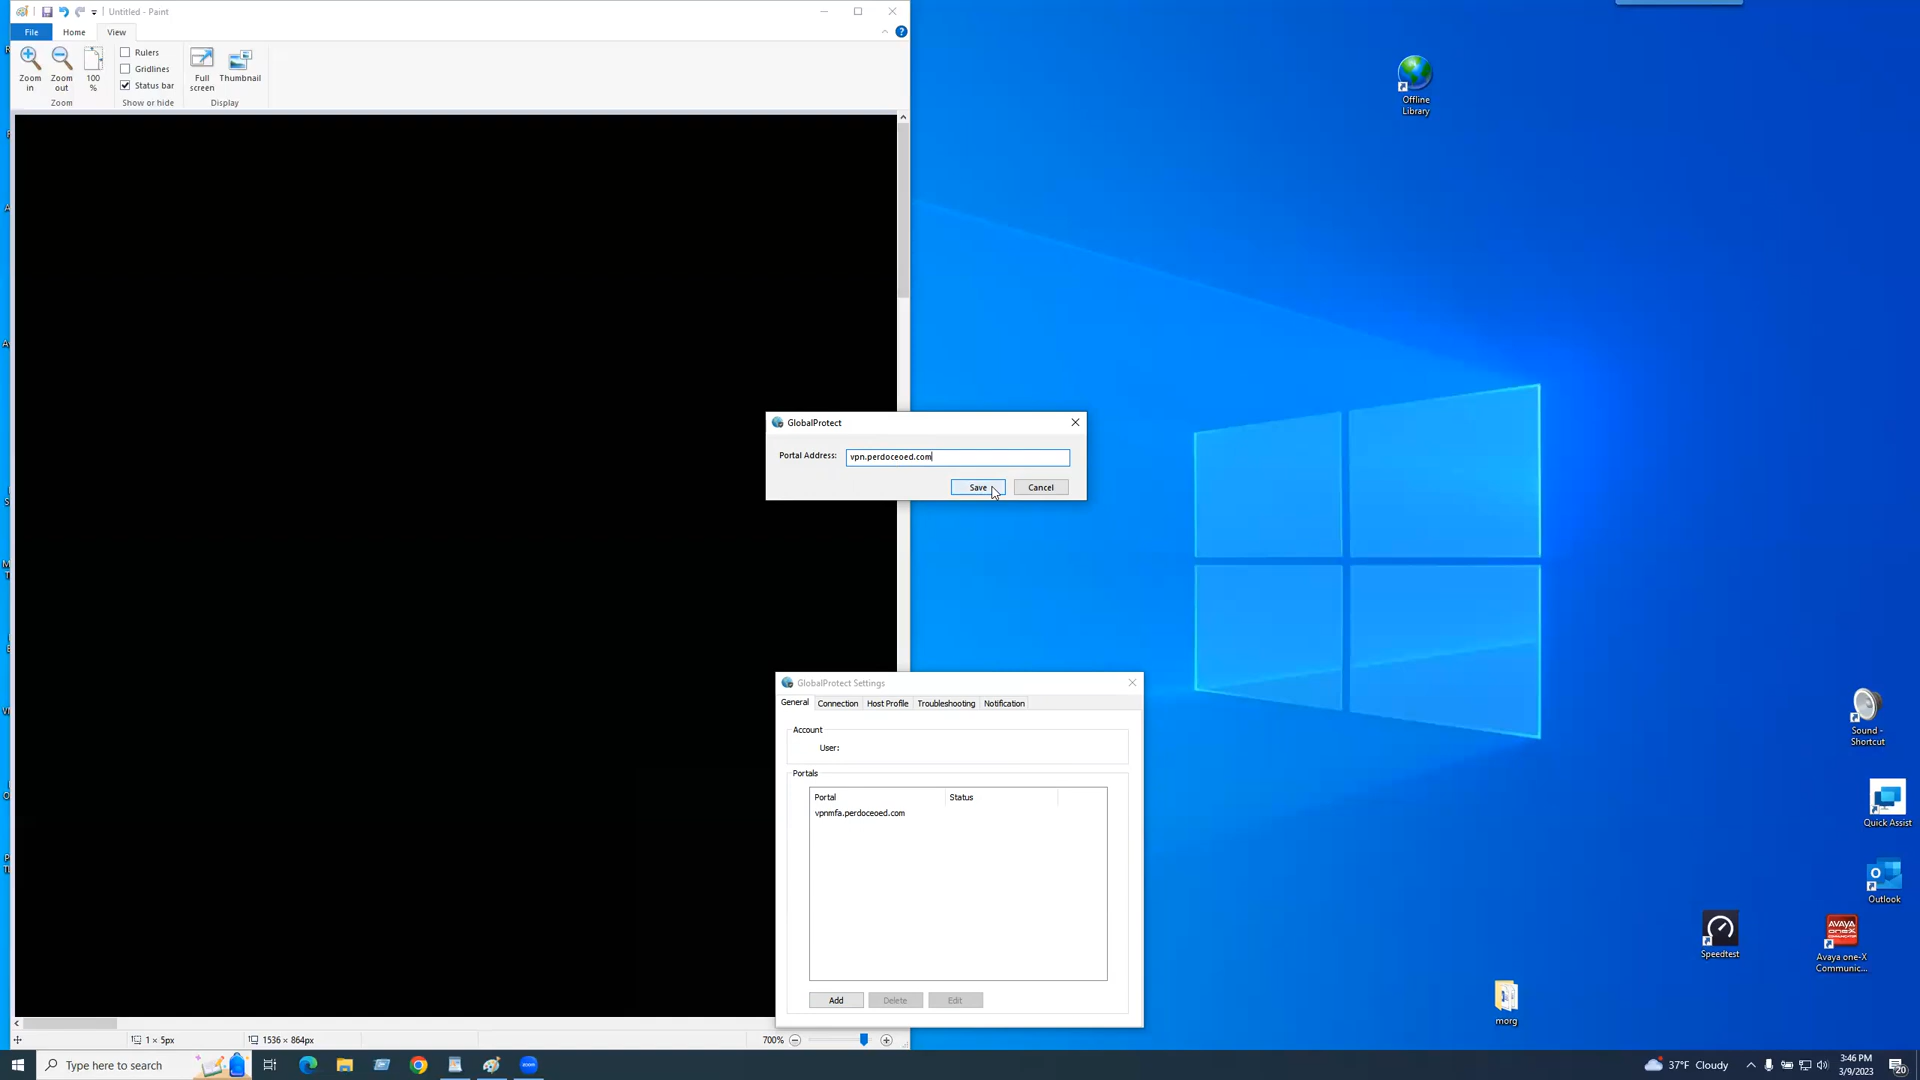 Untitled - Paint
File
Home
View
Zoom in
Zoom out
100 %
Rulers
Gridlines
Status bar
Full screen
Thumbnail
Zoom
Show or hide
Display
Offline Library
GlobalProtect
Portal Address:
vpn.perdoceoed.com
Save
Cancel
GlobalProtect Settings
General
Connection
Host Profile
Troubleshooting
Notification
Account
User:
Portals
Portal
Status
vpnmfa.perdoceoed.com
Add
Delete
Edit
Sound - Shortcut
Quick Assist
Outlook
Speedtest
AVAYA one-X
Avaya one-X Communic...
morg
1 × 5px
1536 × 864px
700%
Type here to search
zoom
37°F Cloudy
3:46 PM
3/9/2023
20